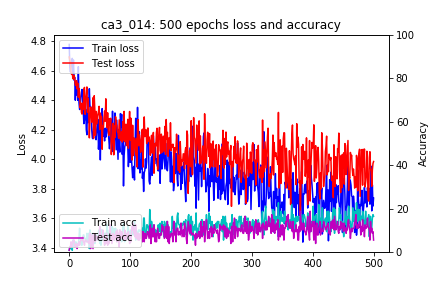 ca3_014: 500 epochs loss and accuracy
4.8
4.6
4.4
4.2
4.0
3.8
3.6
3.4
Loss
Train loss
Test loss
Train acc
Test acc
100
80
60
40
20
0
Accuracy
0
100
200
300
400
500